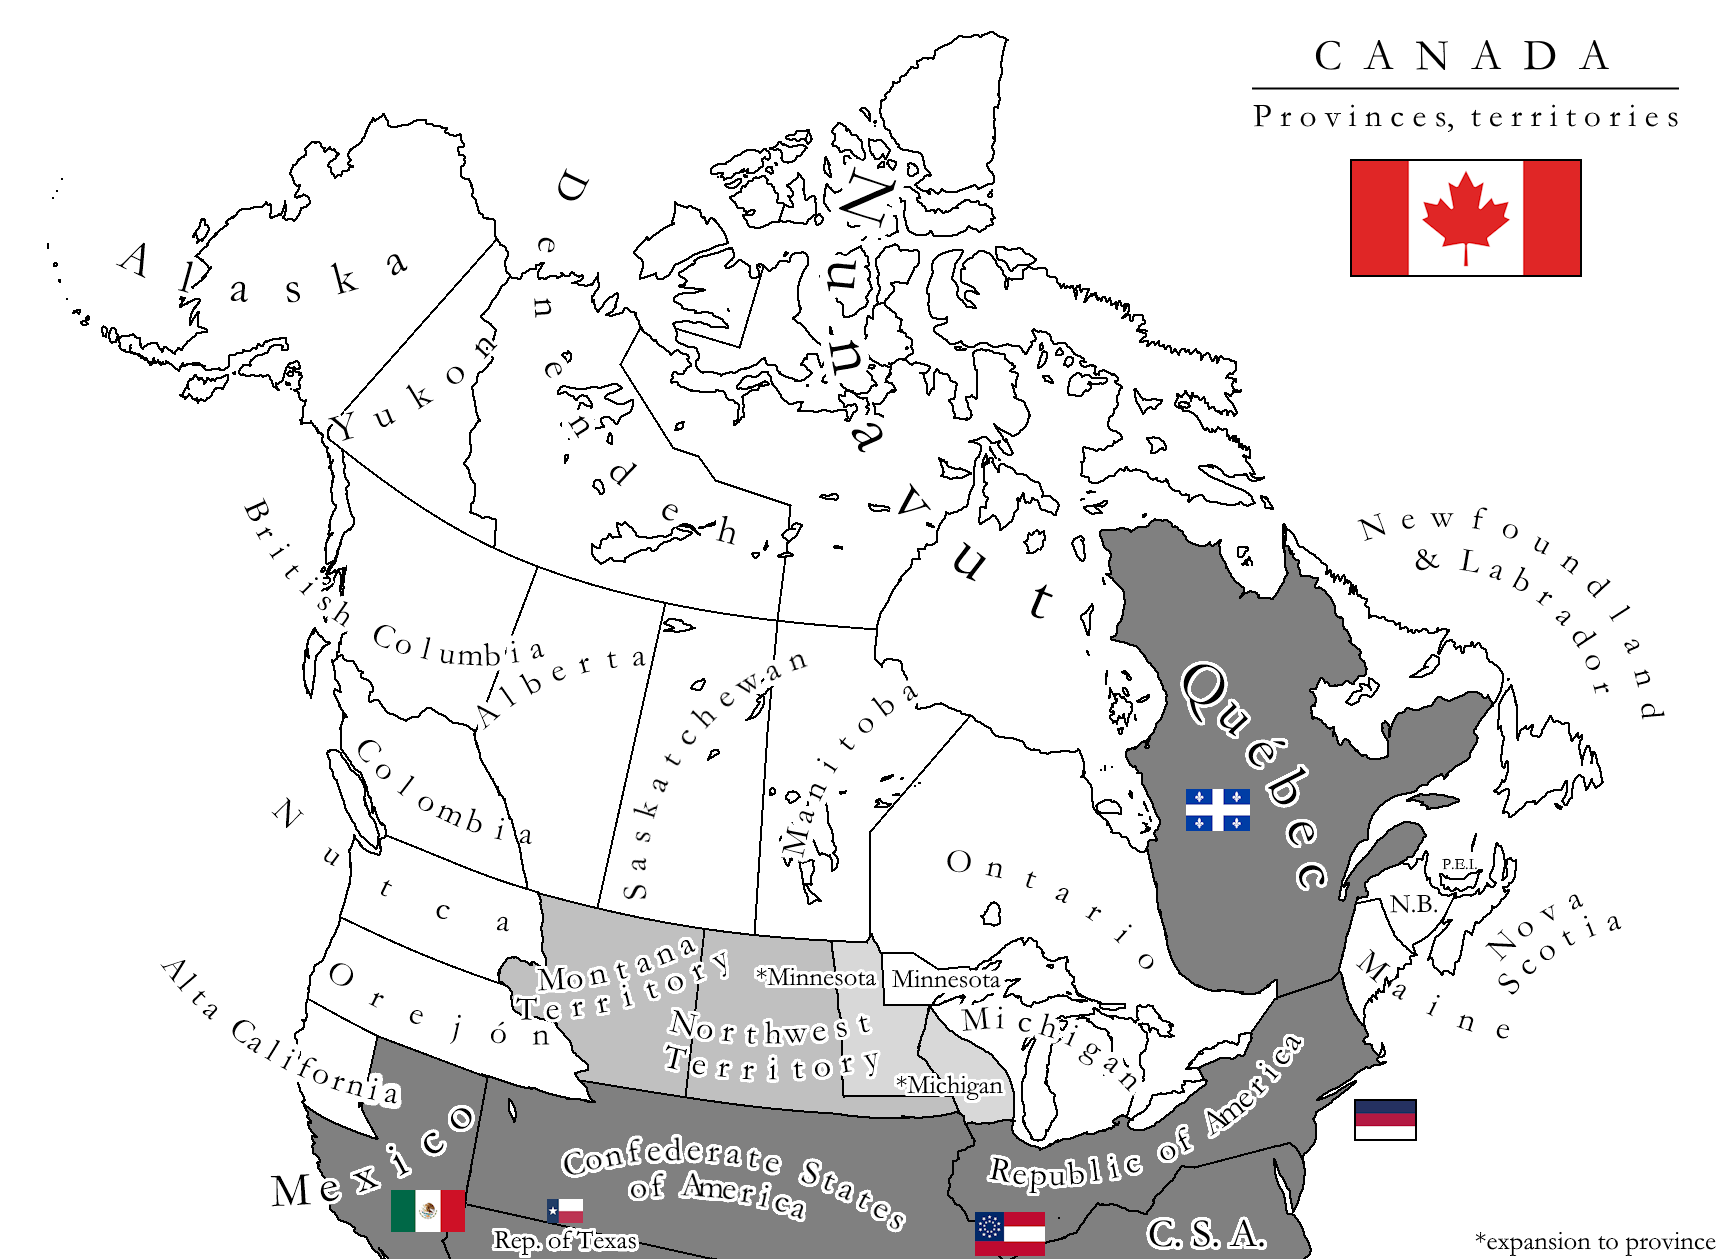 CANADA
Provinces, territories
Alaska
Yukon
Denendeh
Nunavut
British Columbia
Alberta
Saskatchewan
Manitoba
Newfoundland
& Labrador
Québec
Colombia
Nutca
Ontario
P.E.I.
N.B.
Nova
Scotia
Maine
Orejón
Alta California
Montana
Territory
*Minnesota
Minnesota
Michigan
Northwest
Territory
*Michigan
Mexico
Confederate States
of America
Republic of America
Rep. of Texas
C. S. A.
*expansion to province